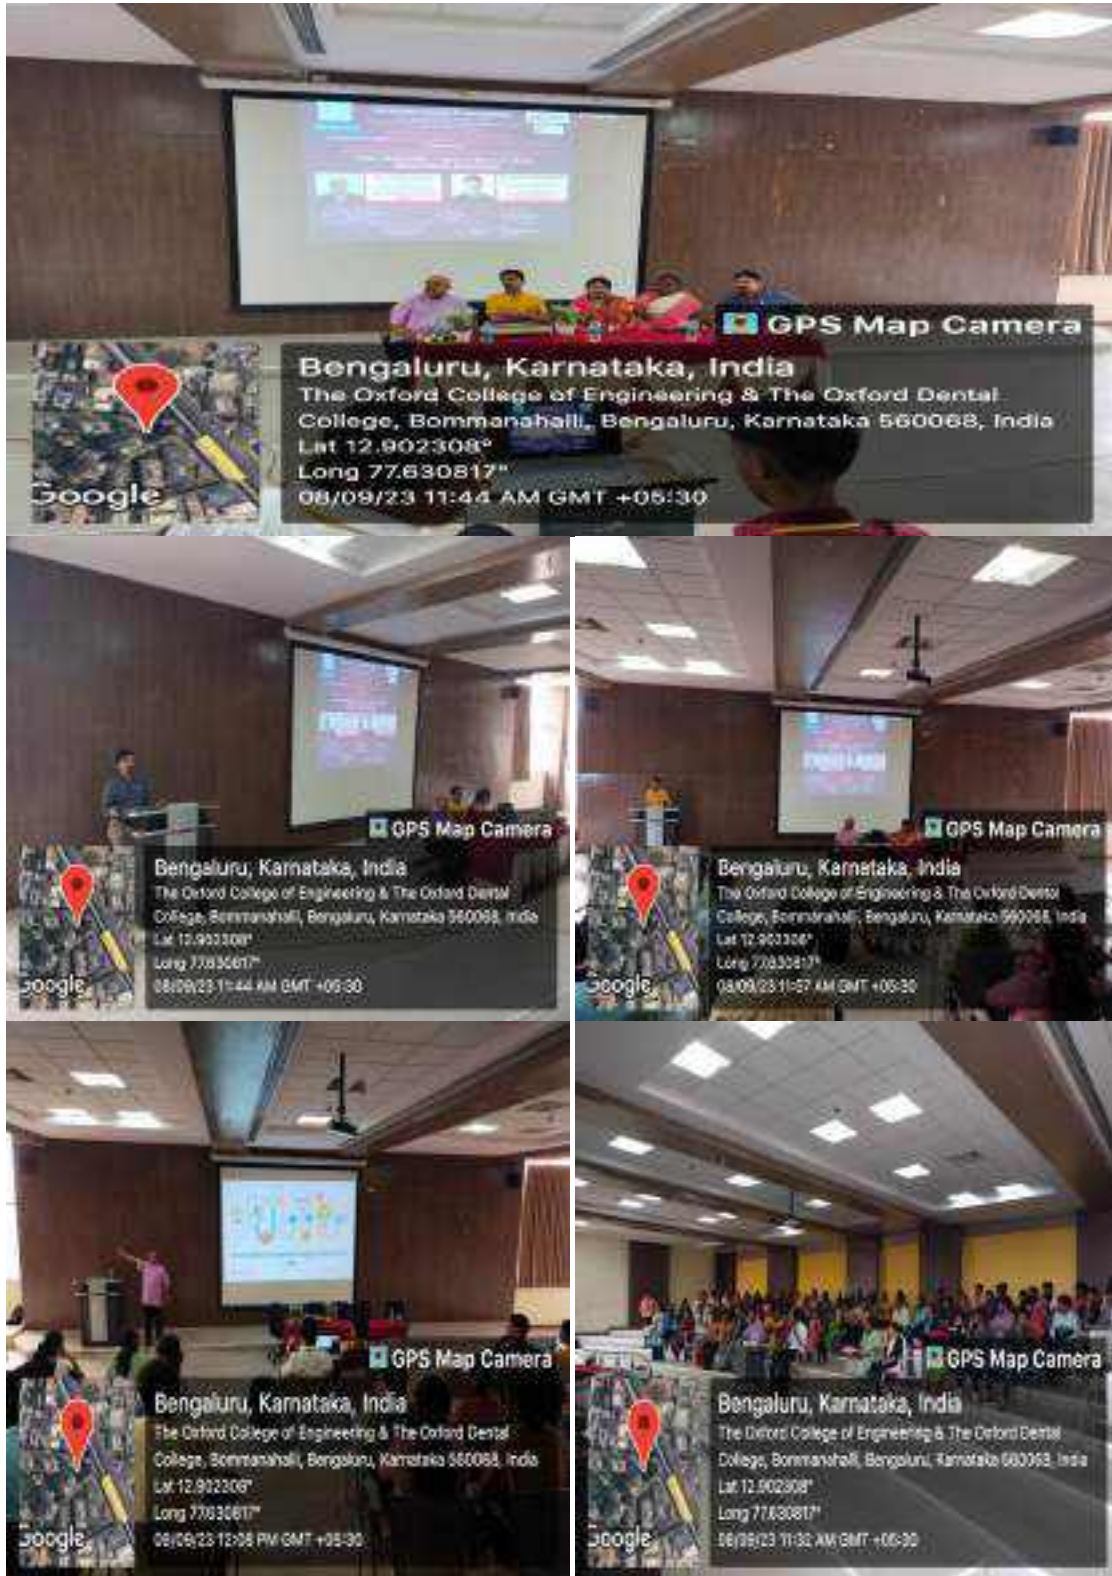 GPS Map Camera
Bengaluru, Karnataka, India
The Oxford College of Engineering & The Oxford Dental
College, Bommanahalli, Bengaluru, Karnataka 560068, India
Lat 12.902308°
Long 77.630817°
08/09/23 11:44 AM GMT +05:30
Google
GPS Map Camera
Bengaluru, Karnataka, India
The Oxford College of Engineering & The Oxford Dental
College, Bommanahalli, Bengaluru, Karnataka 560068, India
Lat 12.902308°
Long 77.630817°
08/09/23 11:44 AM GMT +05:30
Google
GPS Map Camera
Bengaluru, Karnataka, India
The Oxford College of Engineering & The Oxford Dental
College, Bommanahalli, Bengaluru, Karnataka 560068, India
Lat 12.902308°
Long 77.630817°
08/09/23 11:57 AM GMT +05:30
Google
GPS Map Camera
Bengaluru, Karnataka, India
The Oxford College of Engineering & The Oxford Dental
College, Bommanahalli, Bengaluru, Karnataka 560068, India
Lat 12.902308°
Long 77.630817°
08/09/23 PM GMT +05:30
Google
GPS Map Camera
Bengaluru, Karnataka, India
The Oxford College of Engineering & The Oxford Dental
College, Bommanahalli, Bengaluru, Karnataka 560068, India
Lat 12.902308°
Long 77.630817°
08/09/23 11:32 AM GMT +05:30
Google